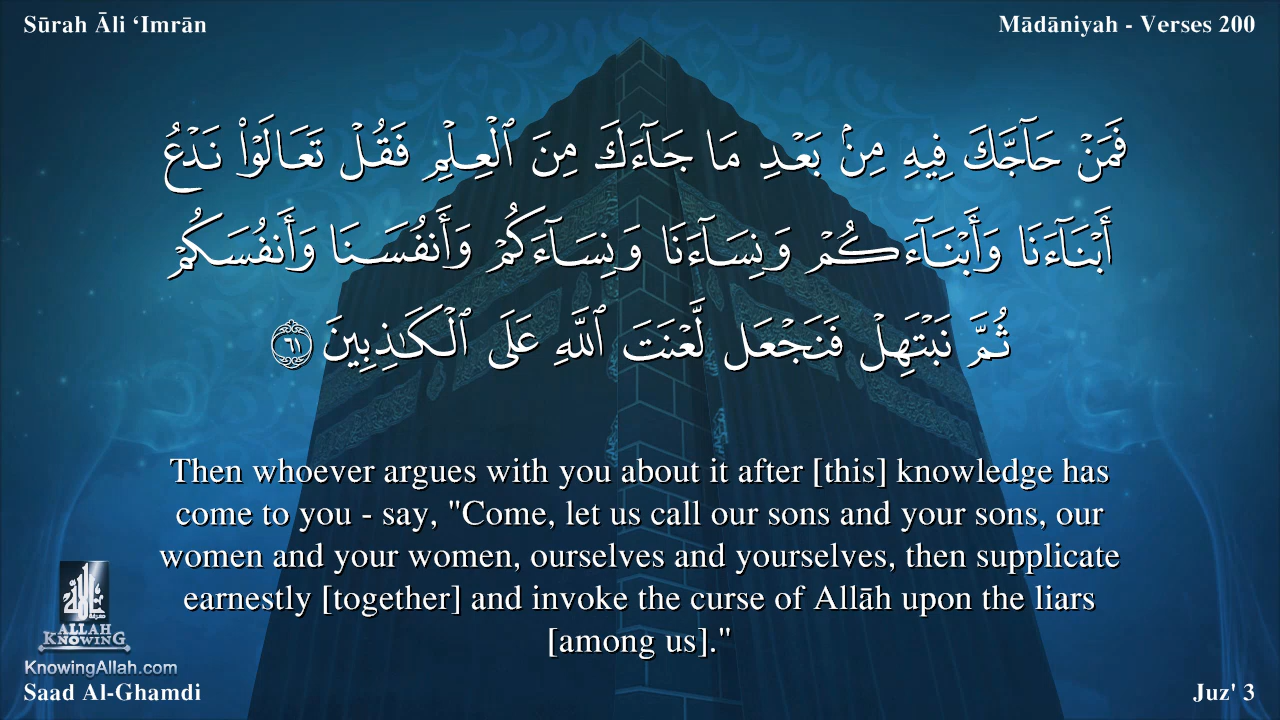 Sūrah Āli ‘Imrān
Mādāniyah - Verses 200
فَمَنْ حَآجَّكَ فِيهِ مِنۢ بَعْدِ مَا جَآءَكَ مِنَ ٱلْعِلْمِ فَقُلْ تَعَالَوْا۟ نَدْعُ
أَبْنَآءَنَا وَأَبْنَآءَكُمْ وَنِسَآءَنَا وَنِسَآءَكُمْ وَأَنفُسَنَا وَأَنفُسَكُمْ
ثُمَّ نَبْتَهِلْ فَنَجْعَل لَّعْنَتَ ٱللَّهِ عَلَى ٱلْكَـٰذِبِينَ ٦١
Then whoever argues with you about it after [this] knowledge has
come to you - say, "Come, let us call our sons and your sons, our
women and your women, ourselves and yourselves, then supplicate
earnestly [together] and invoke the curse of Allāh upon the liars
[among us]."
ALLAH
KNOWING
KnowingAllah.com
Saad Al-Ghamdi
Juz' 3